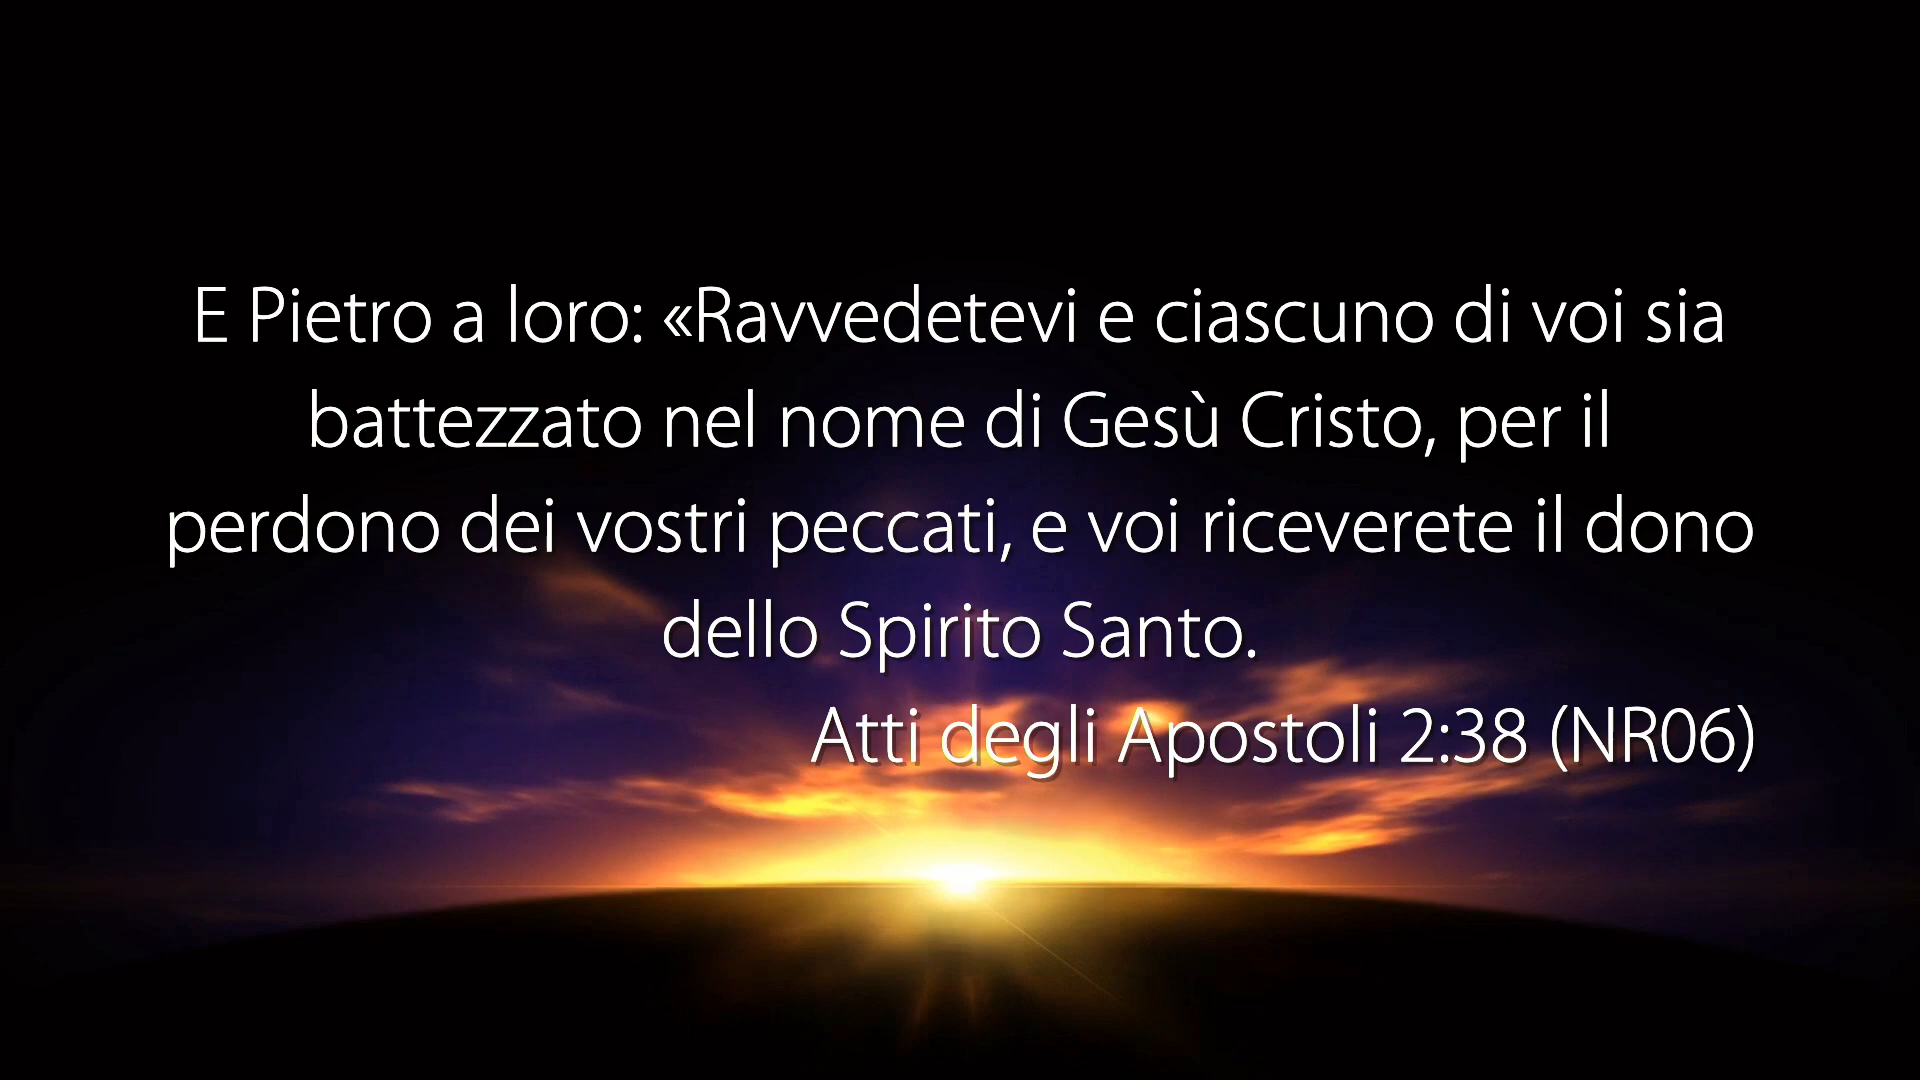 E Pietro a loro: «Ravvedetevi e ciascuno di voi sia
battezzato nel nome di Gesù Cristo, per il
perdono dei vostri peccati, e voi riceverete il dono
dello Spirito Santo.
Atti degli Apostoli 2:38 (NR06)